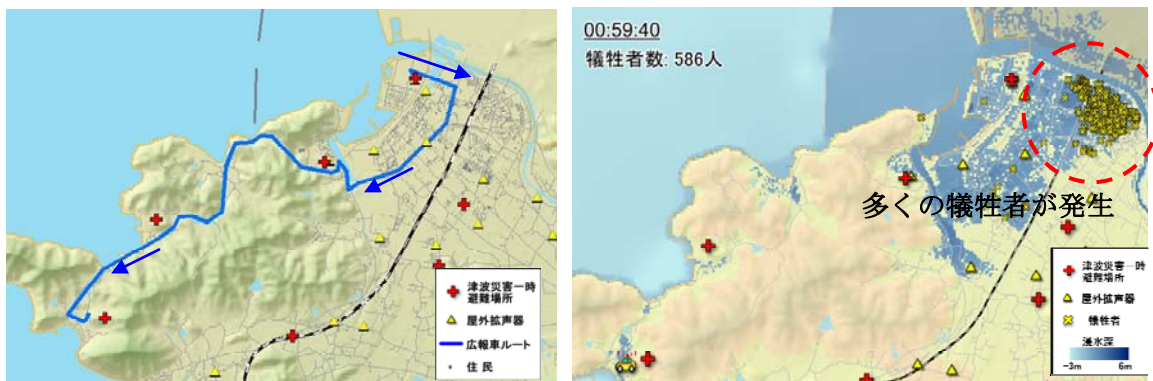 津波災害一時
避難場所
屋外拡声器
広報車ルート
住民
00:59:40
犠牲者数: 586人
多くの犠牲者が発生
津波災害一時
避難場所
屋外拡声器
犠牲者
浸水深
-3m 6m